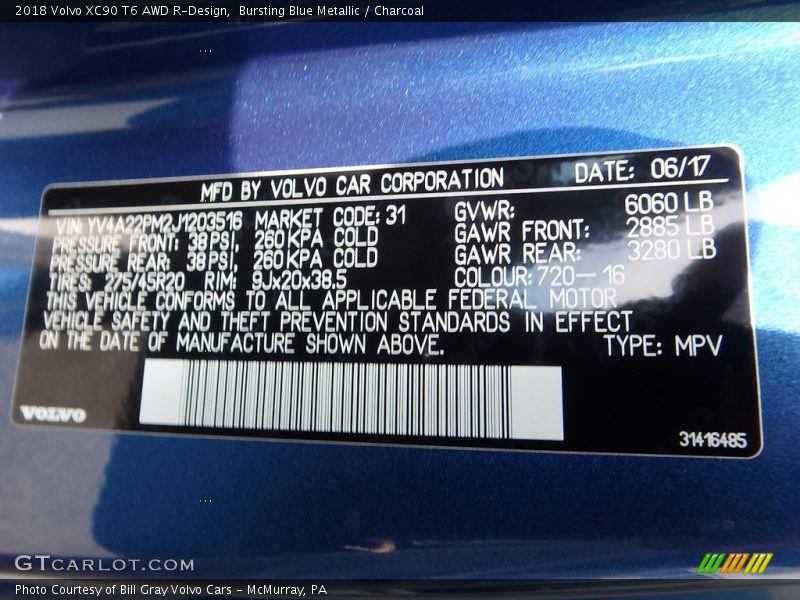 2018 Volvo XC90 T6 AWD R-Design,  Bursting Blue Metallic / Charcoal
MFD BY VOLVO CAR CORPORATION DATE: 06/17
VIN: YV4A22PM2J1203516 MARKET CODE: 31 GVWR: 6060 LB
PRESSURE FRONT: 38 PSI, 260 KPA COLD GAWR FRONT: 2885 LB
PRESSURE REAR: 38 PSI, 260 KPA COLD GAWR REAR: 3280 LB
TIRES: 275/45R20 RIM: 9Jx20x38.5 COLOUR: 720-16
THIS VEHICLE CONFORMS TO ALL APPLICABLE FEDERAL MOTOR
VEHICLE SAFETY AND THEFT PREVENTION STANDARDS IN EFFECT
ON THE DATE OF MANUFACTURE SHOWN ABOVE. TYPE: MPV
VOLVO
31416485
GTCARLOT.COM
Photo Courtesy of Bill Gray Volvo Cars - McMurray, PA